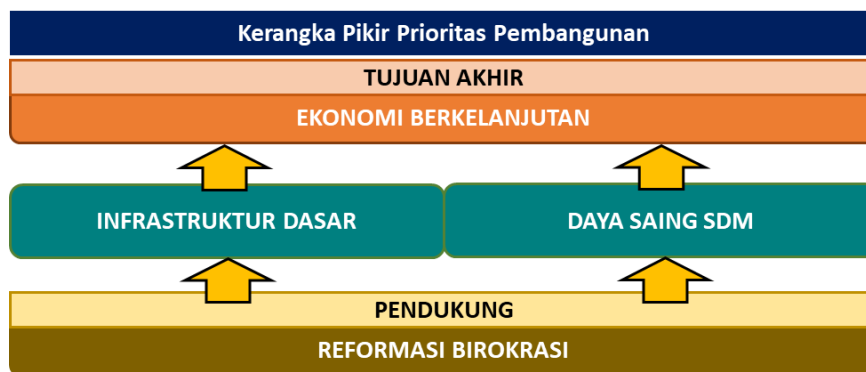 Kerangka Pikir Prioritas Pembangunan
TUJUAN AKHIR
EKONOMI BERKELANJUTAN
INFRASTRUKTUR DASAR
DAYA SAING SDM
PENDUKUNG
REFORMASI BIROKRASI